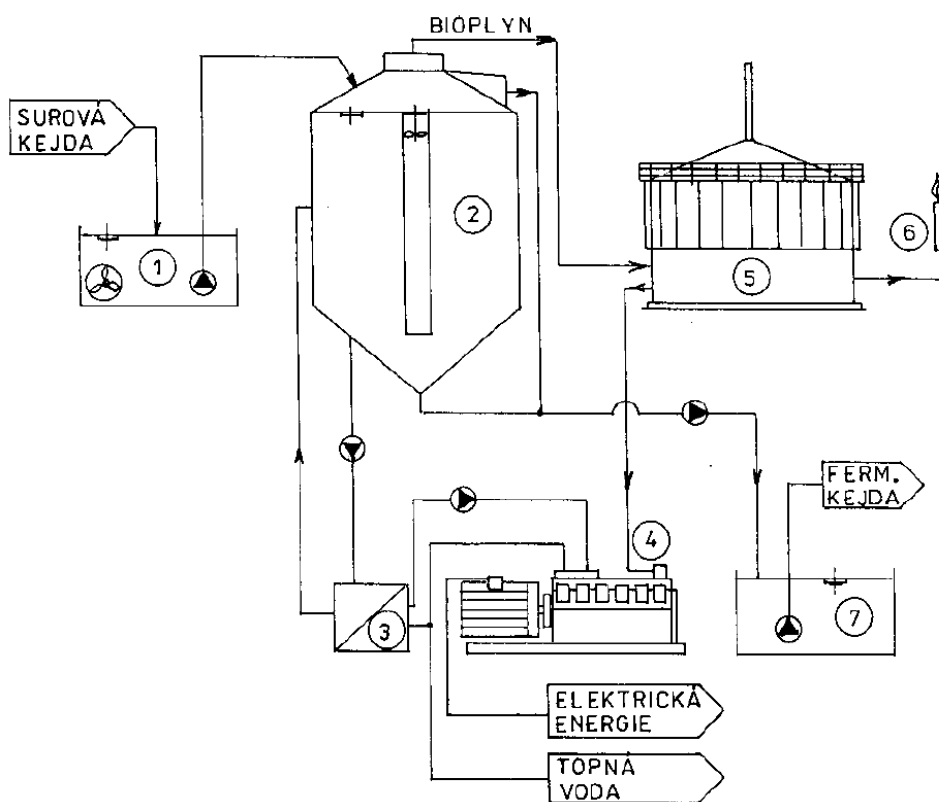 BIOPLYN
SUROVÁ
KEJDA
1
2
5
6
FERM.
KEJDA
4
3
7
ELEKTRICKÁ
ENERGIE
TOPNÁ
VODA